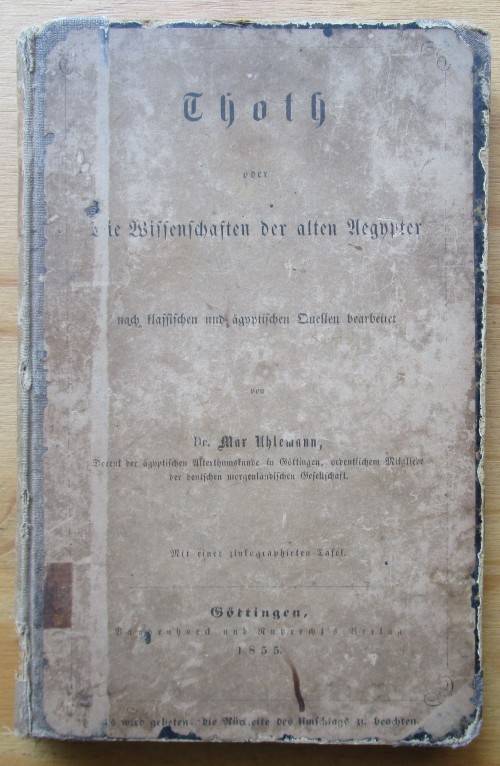 Thoth
oder
die Wissenschaften der alten Aegypter
nach klassischen und ägyptischen Quellen bearbeitet
von
Dr. Max Uhlemann,
Docent der ägyptischen Alterthumskunde in Göttingen, ordentlichem Mitgliede
der deutschen morgenländischen Gesellschaft.
Mit einer zinkographirten Tafel.
Göttingen,
Vandenhoeck und Ruprecht's Verlag
1855.
Es wird gebeten, die Rückseite des Umschlags zu beachten.